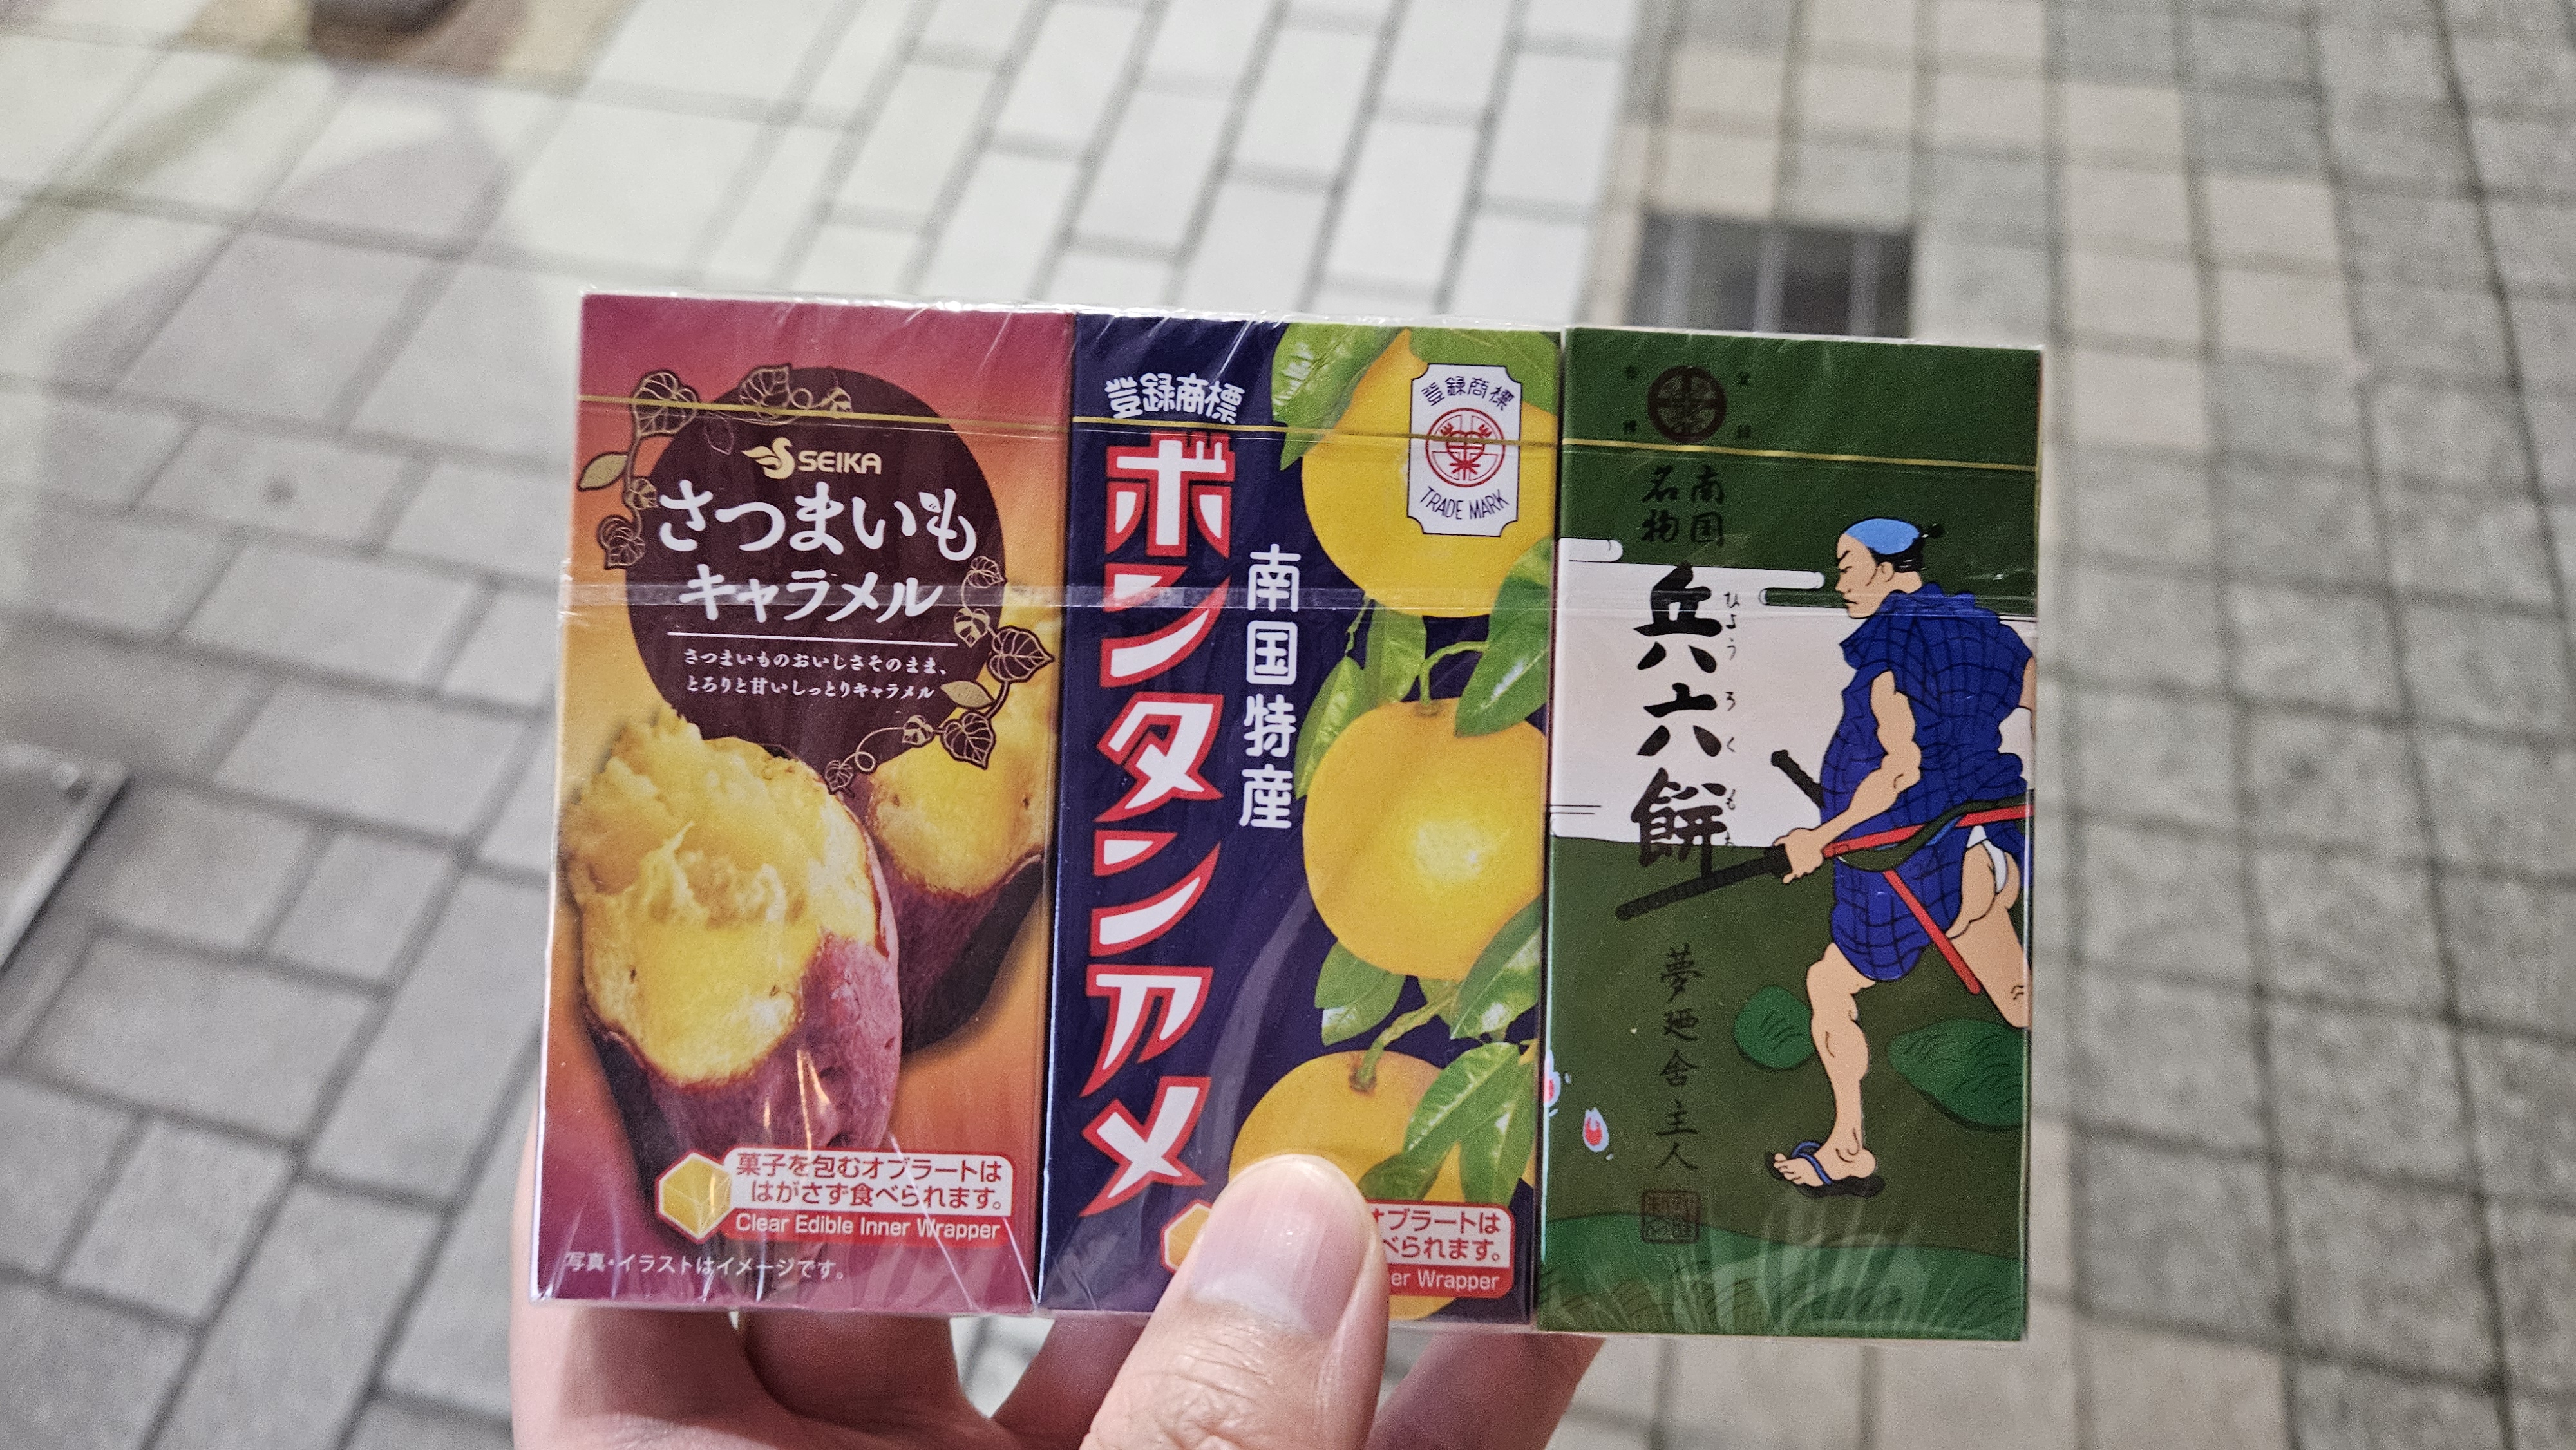 SEIKA
さつまいも
キャラメル
さつまいものおいしさそのまま、
とろりと甘いしっとりキャラメル
菓子を包むオブラートは
はがさず食べられます。
Clear Edible Inner Wrapper
写真・イラストはイメージです。
登録商標
ボンタンアメ
南国特産
登録商標
TRADE MARK
オブラートは
べられます。
er Wrapper
南国
名物
兵六餅
ひょうろくもち
夢廼舎主人